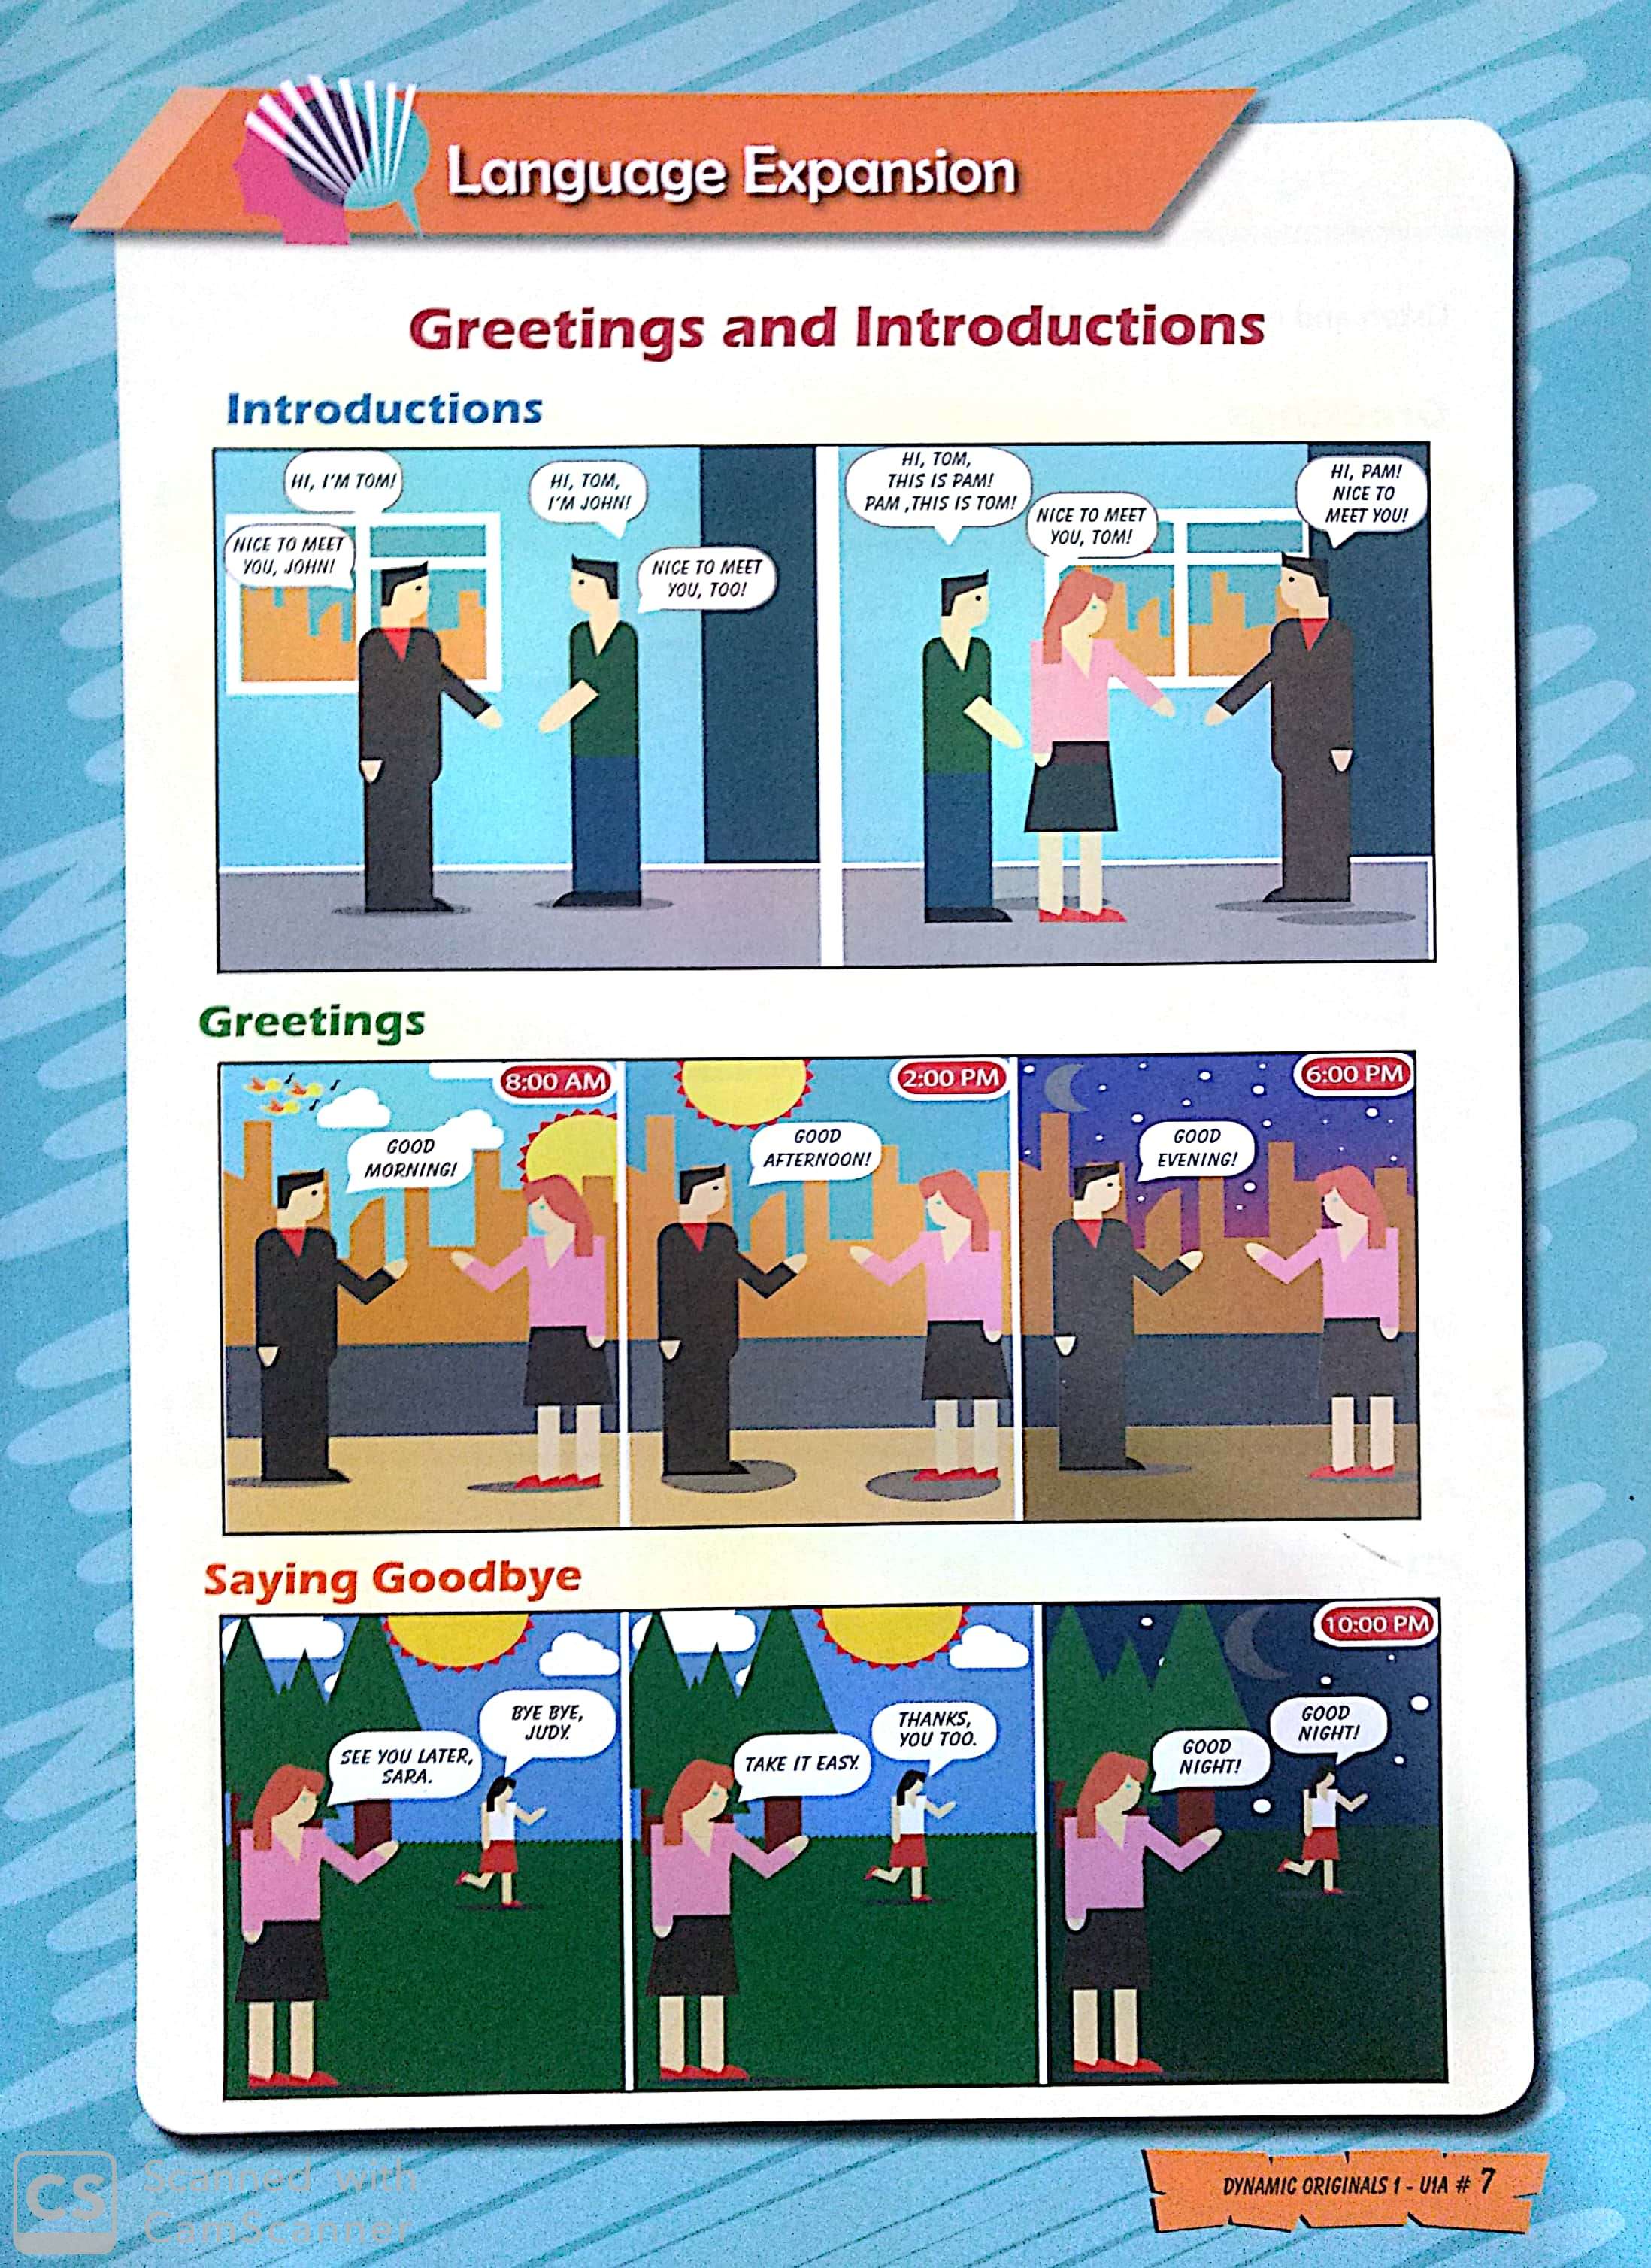 Language Expansion
Greetings and Introductions
Introductions
HI, I'M TOM!
HI, TOM,
I'M JOHN!
NICE TO MEET
YOU, JOHN!
NICE TO MEET
YOU, TOO!
HI, TOM,
THIS IS PAM!
PAM ,THIS IS TOM!
NICE TO MEET
YOU, TOM!
HI, PAM!
NICE TO
MEET YOU!
Greetings
8:00 AM
GOOD
MORNING!
2:00 PM
GOOD
AFTERNOON!
6:00 PM
GOOD
EVENING!
Saying Goodbye
SEE YOU LATER,
SARA.
BYE BYE,
JUDY.
TAKE IT EASY.
THANKS,
YOU TOO.
10:00 PM
GOOD
NIGHT!
GOOD
NIGHT!
DYNAMIC ORIGINALS 1 - U1A # 7
CS
Scanned with
CamScanner